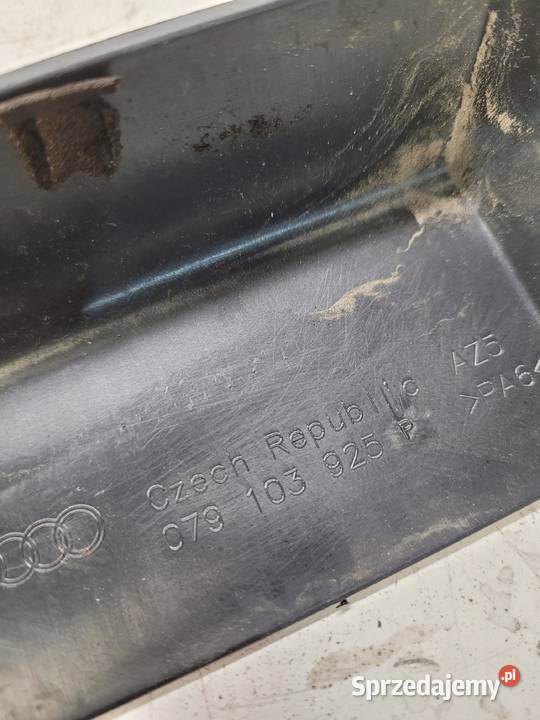 Czech Republic AZ5
079 103 925 P >PA6<
Sprzedajemy.pl